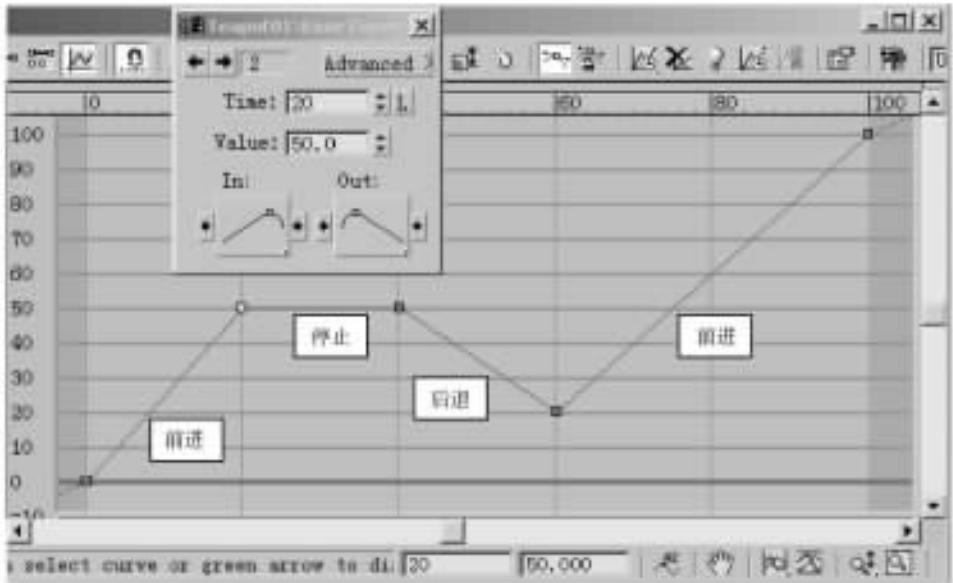 2
Advanced
Time: 20
L
Value: 50.0
In:
Out:
0
60
80
100
100
90
80
70
60
50
40
30
20
10
0
-10
停止
前进
后退
前进
select curve or green arrow to di
20
50.000